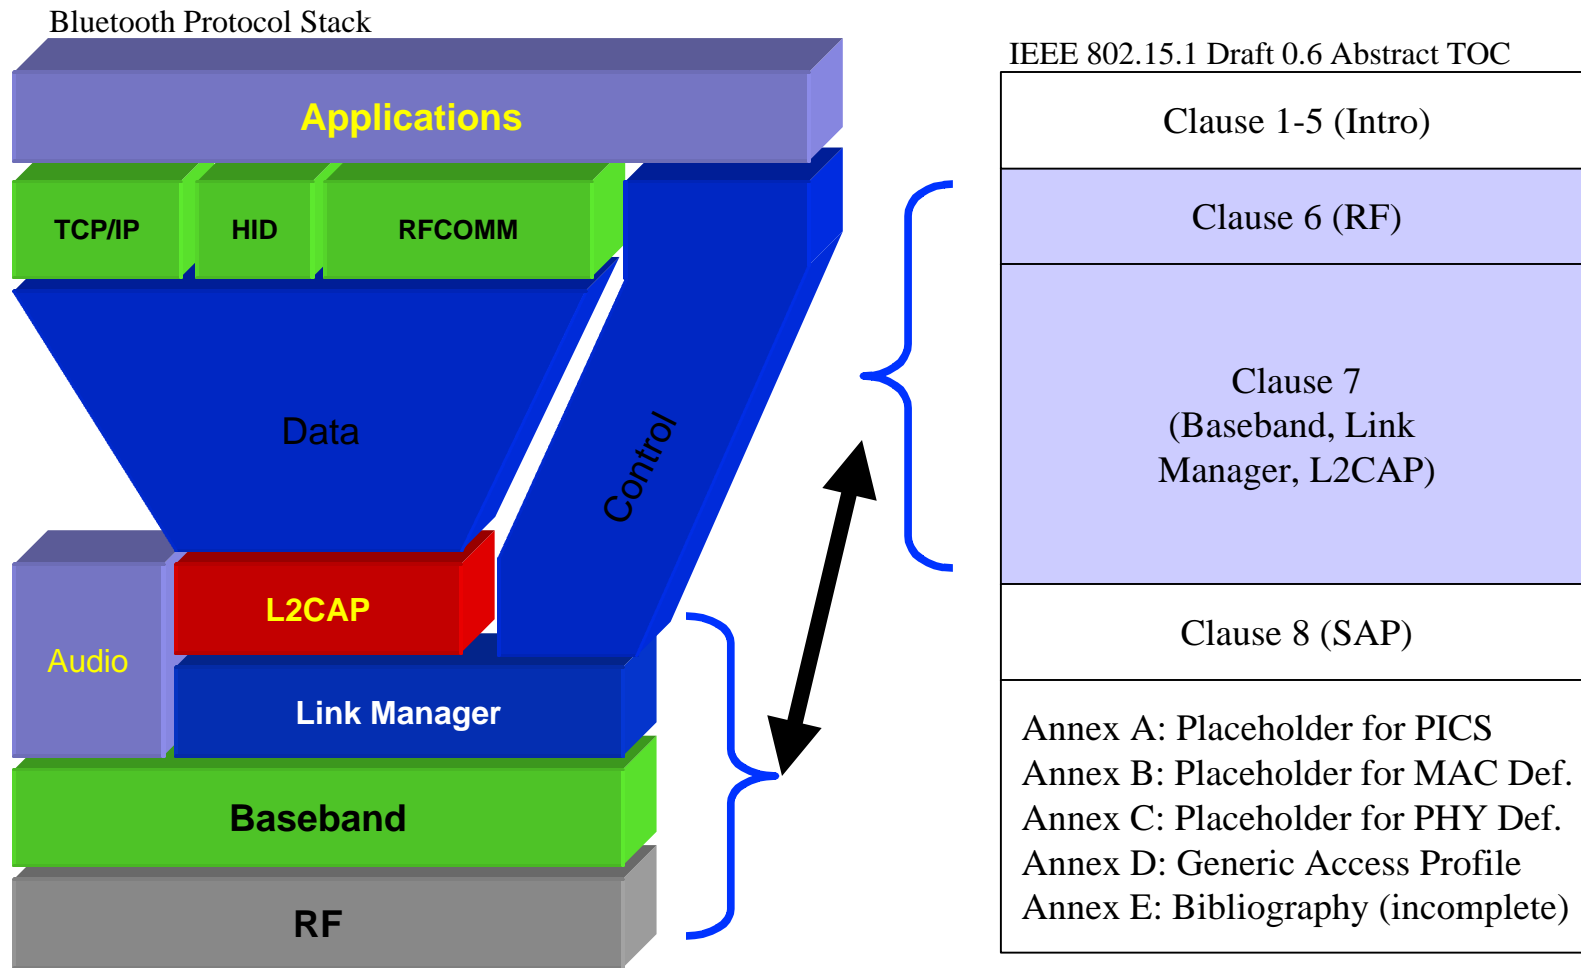 Bluetooth Protocol Stack
Applications
TCP/IP
HID
RFCOMM
Data
Control
L2CAP
Audio
Link Manager
Baseband
RF
IEEE 802.15.1 Draft 0.6 Abstract TOC
Clause 1-5 (Intro)
Clause 6 (RF)
Clause 7
(Baseband, Link
Manager, L2CAP)
Clause 8 (SAP)
Annex A: Placeholder for PICS
Annex B: Placeholder for MAC Def.
Annex C: Placeholder for PHY Def.
Annex D: Generic Access Profile
Annex E: Bibliography (incomplete)